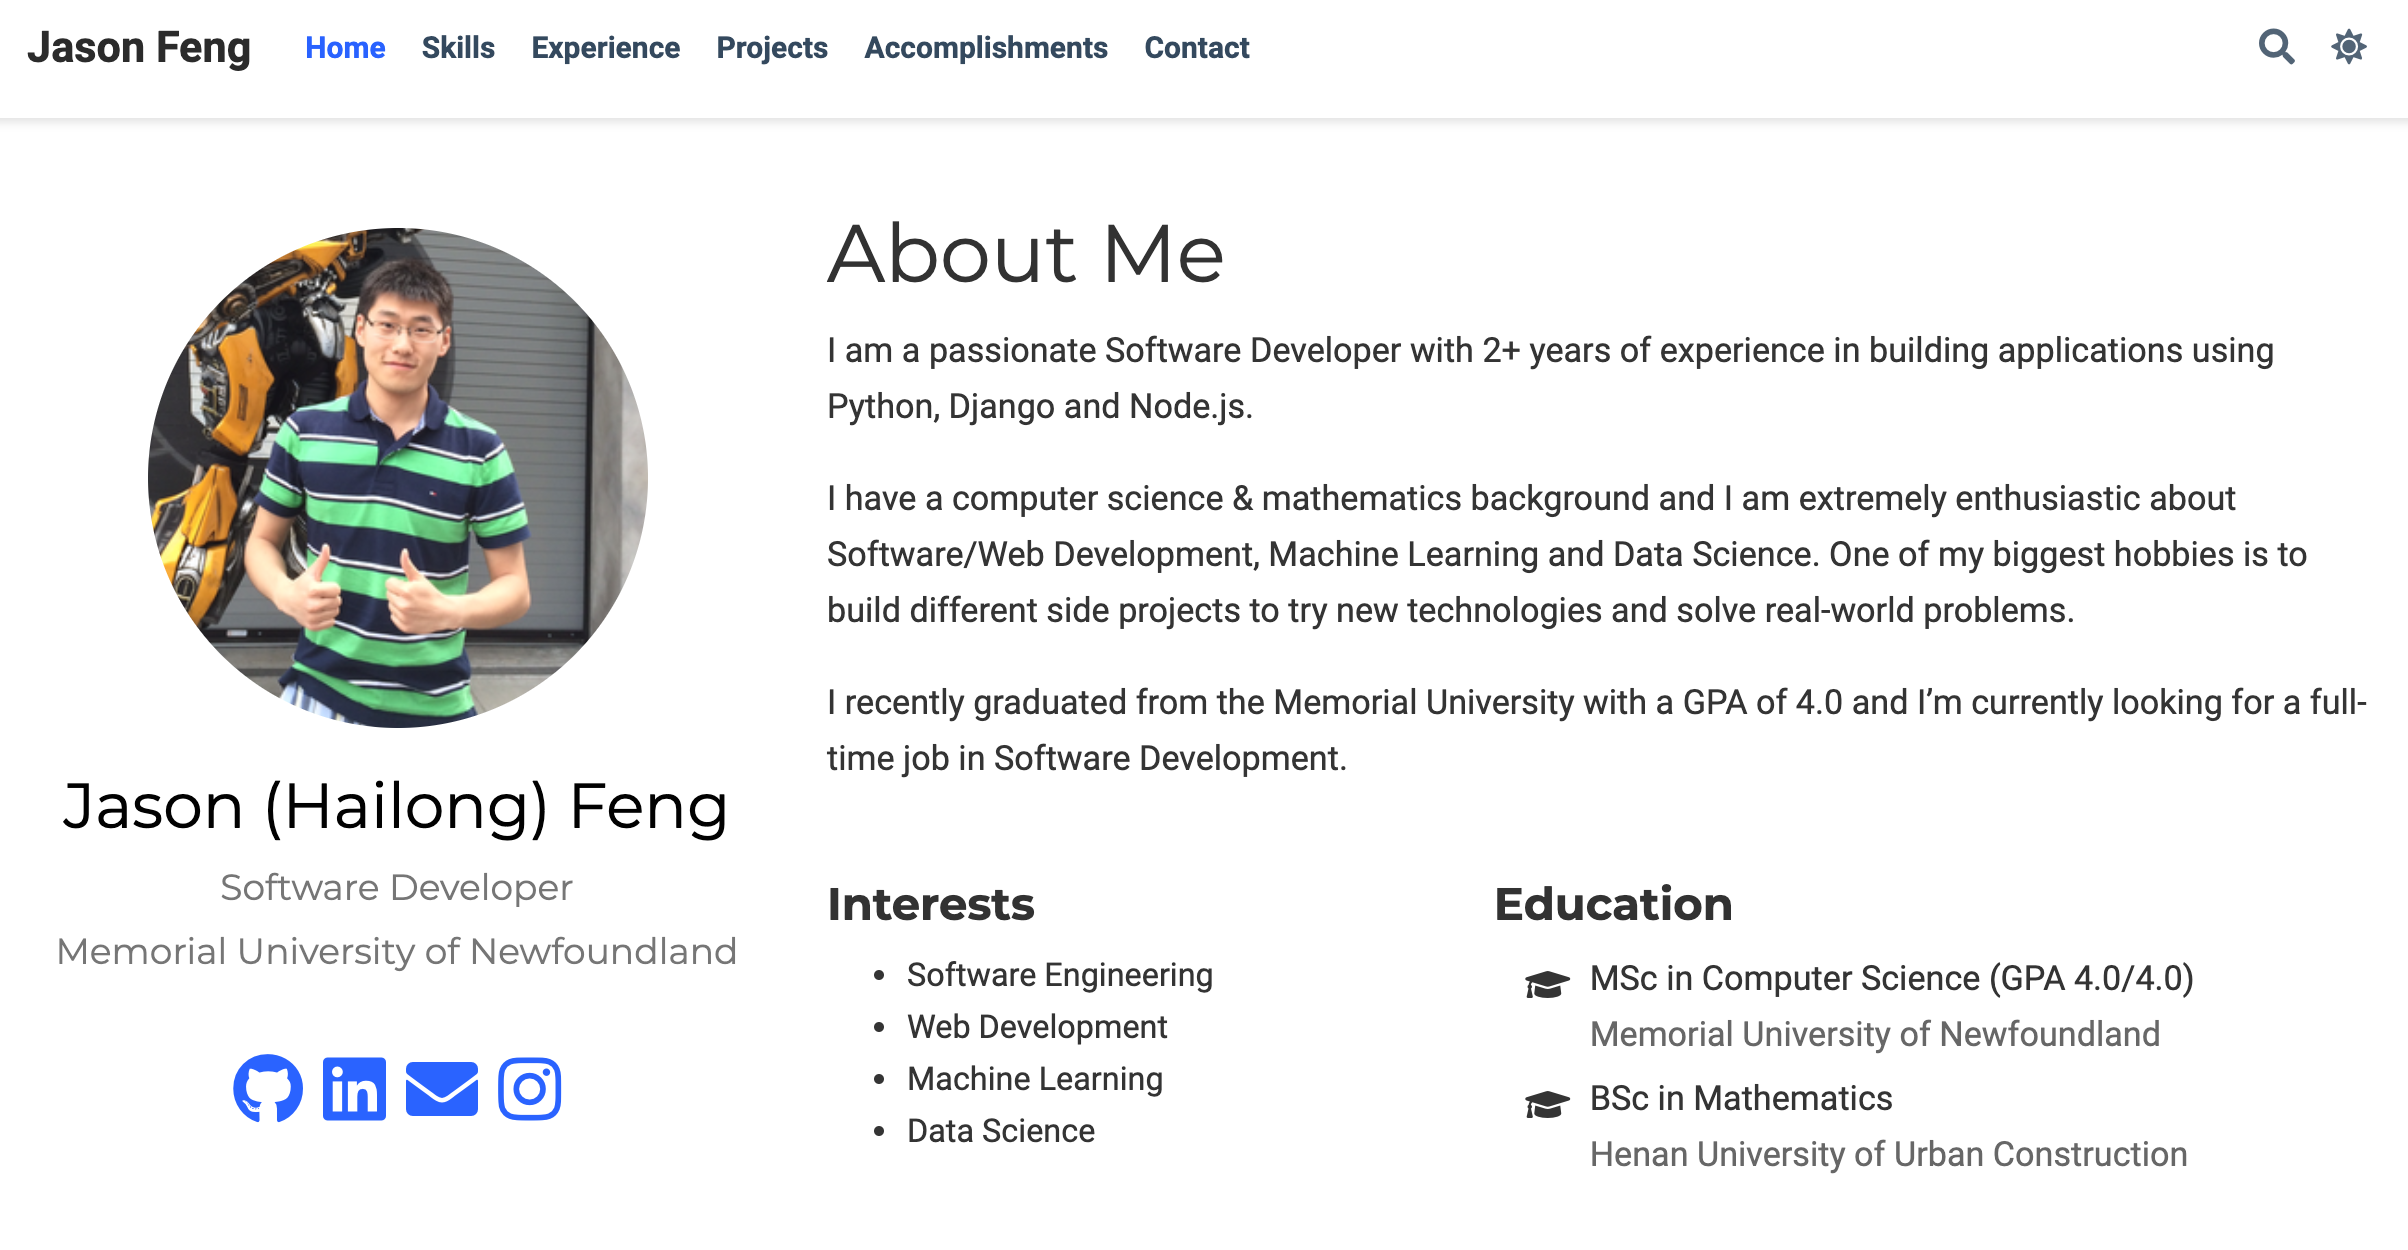 Jason Feng
Home
Skills
Experience
Projects
Accomplishments
Contact
Jason (Hailong) Feng
Software Developer
Memorial University of Newfoundland
in
About Me
I am a passionate Software Developer with 2+ years of experience in building applications using
Python, Django and Node.js.
I have a computer science & mathematics background and I am extremely enthusiastic about
Software/Web Development, Machine Learning and Data Science. One of my biggest hobbies is to
build different side projects to try new technologies and solve real-world problems.
I recently graduated from the Memorial University with a GPA of 4.0 and I’m currently looking for a full-
time job in Software Development.
Interests
• Software Engineering
• Web Development
• Machine Learning
• Data Science
Education
MSc in Computer Science (GPA 4.0/4.0)
Memorial University of Newfoundland
BSc in Mathematics
Henan University of Urban Construction